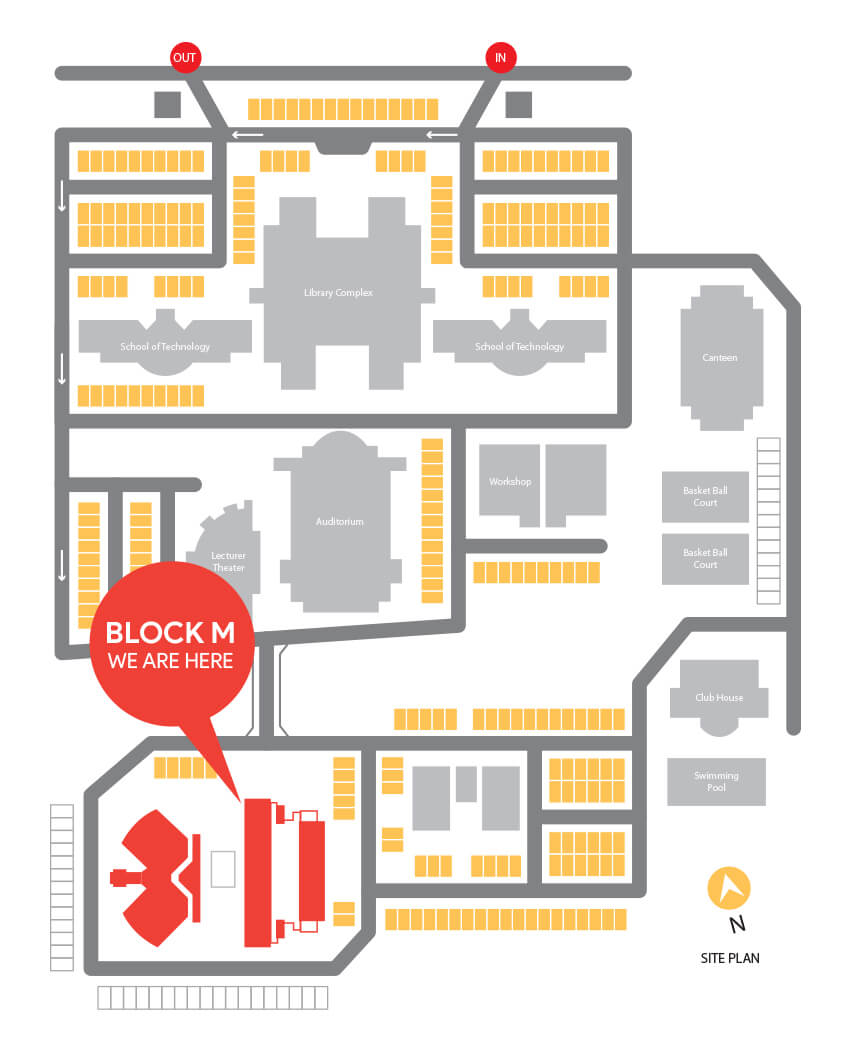 OUT
IN
Library Complex
School of Technology
School of Technology
Canteen
Workshop
Basket Ball
Court
Auditorium
Basket Ball
Court
Lecturer
Theater
BLOCK M
WE ARE HERE
Club House
Swimming
Pool
N
SITE PLAN